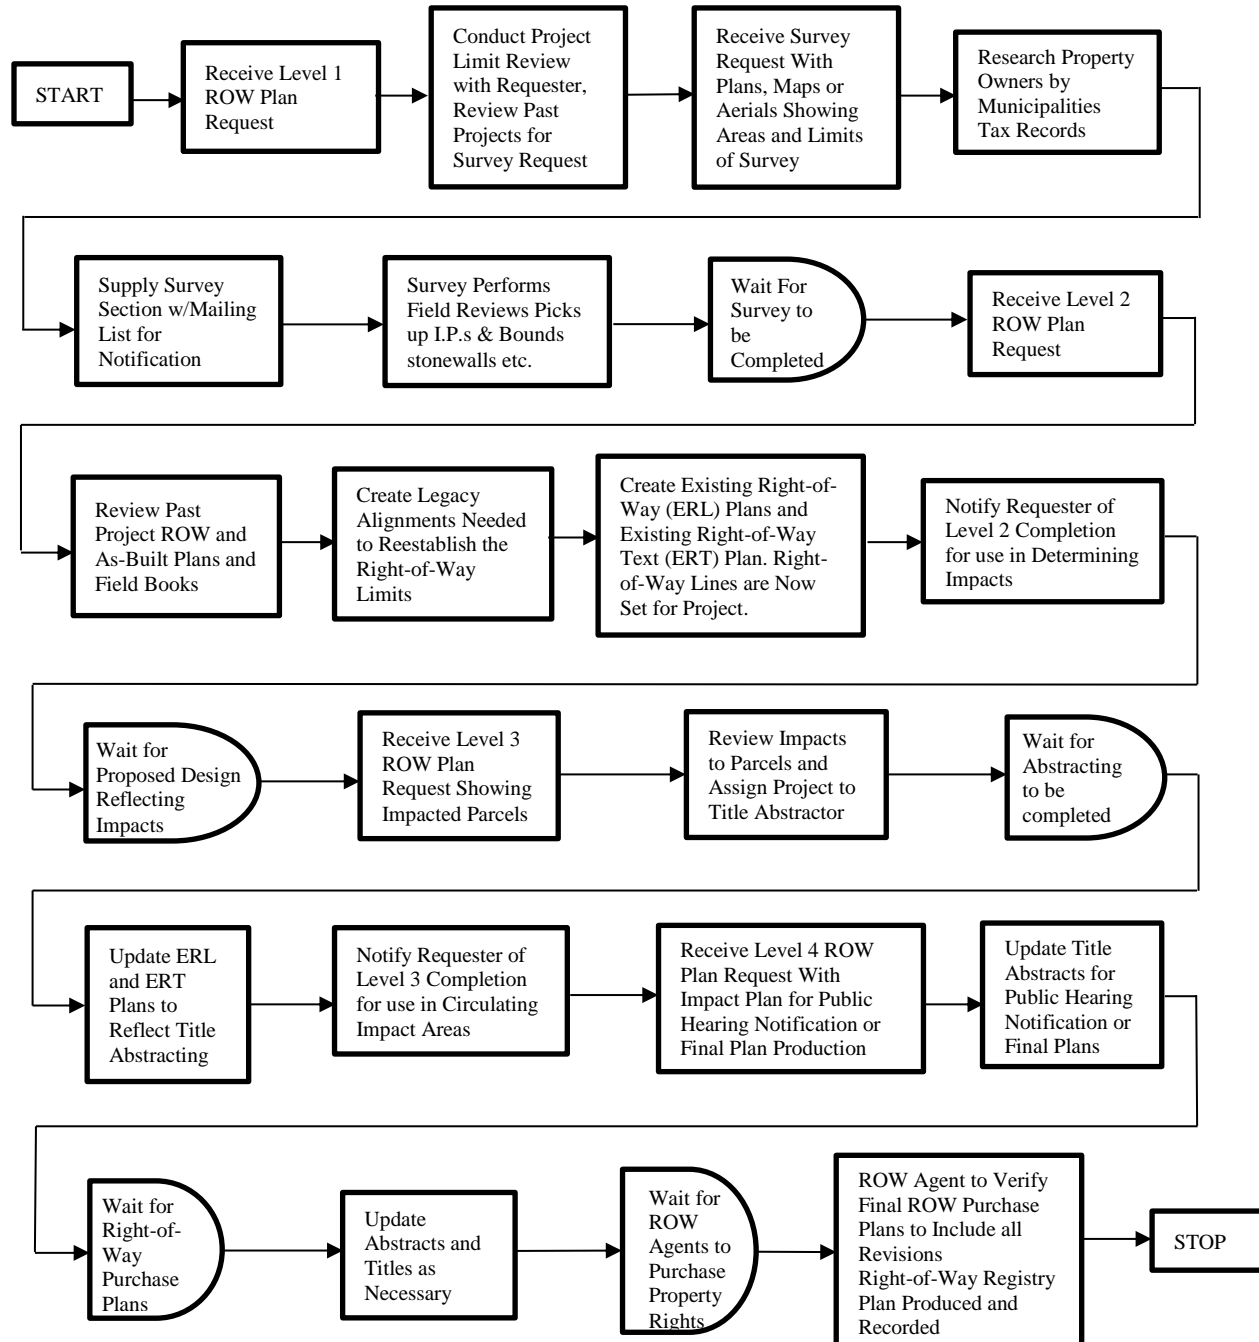 START
Receive Level 1
ROW Plan
Request
Conduct Project
Limit Review
with Requester,
Review Past
Projects for
Survey Request
Receive Survey
Request With
Plans, Maps or
Aerials Showing
Areas and Limits
of Survey
Research Property
Owners by
Municipalities
Tax Records
Supply Survey
Section w/Mailing
List for
Notification
Survey Performs
Field Reviews Picks
up I.P.s & Bounds
stonewalls etc.
Wait For
Survey to
be
Completed
Receive Level 2
ROW Plan
Request
Review Past
Project ROW and
As-Built Plans and
Field Books
Create Legacy
Alignments Needed
to Reestablish the
Right-of-Way
Limits
Create Existing Right-of-
Way (ERL) Plans and
Existing Right-of-Way
Text (ERT) Plan. Right-
of-Way Lines are Now
Set for Project.
Notify Requester of
Level 2 Completion
for use in Determining
Impacts
Wait for
Proposed Design
Reflecting
Impacts
Receive Level 3
ROW Plan
Request Showing
Impacted Parcels
Review Impacts
to Parcels and
Assign Project to
Title Abstractor
Wait for
Abstracting
to be
completed
Update ERL
and ERT
Plans to
Reflect Title
Abstracting
Notify Requester of
Level 3 Completion
for use in Circulating
Impact Areas
Receive Level 4 ROW
Plan Request With
Impact Plan for Public
Hearing Notification or
Final Plan Production
Update Title
Abstracts for
Public Hearing
Notification or
Final Plans
Wait for
Right-of-
Way
Purchase
Plans
Update
Abstracts and
Titles as
Necessary
Wait for
ROW
Agents to
Purchase
Property
Rights
ROW Agent to Verify
Final ROW Purchase
Plans to Include all
Revisions
Right-of-Way Registry
Plan Produced and
Recorded
STOP